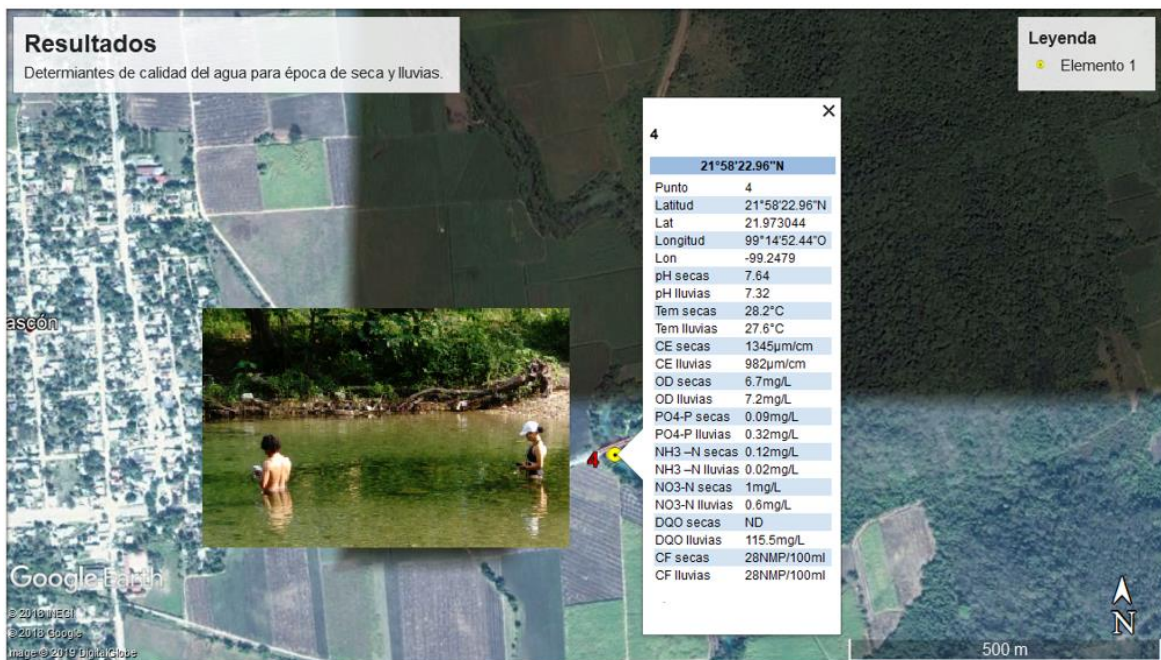 Resultados
Determiantes de calidad del agua para época de seca y lluvias.
Leyenda
Elemento 1
4
21°58'22.96"N
Punto 4
Latitud 21°58'22.96"N
Lat 21.973044
Longitud 99°14'52.44"O
Lon -99.2479
pH secas 7.64
pH lluvias 7.32
Tem secas 28.2°C
Tem lluvias 27.6°C
CE secas 1345µm/cm
CE lluvias 982µm/cm
OD secas 6.7mg/L
OD lluvias 7.2mg/L
PO4-P secas 0.09mg/L
PO4-P lluvias 0.32mg/L
NH3 –N secas 0.12mg/L
NH3 –N lluvias 0.02mg/L
NO3-N secas 1mg/L
NO3-N lluvias 0.6mg/L
DQO secas ND
DQO lluvias 115.5mg/L
CF secas 28NMP/100ml
CF lluvias 28NMP/100ml
ascón
4
Google Earth
© 2018 INEGI
© 2018 Google
Image © 2019 DigitalGlobe
N
500 m